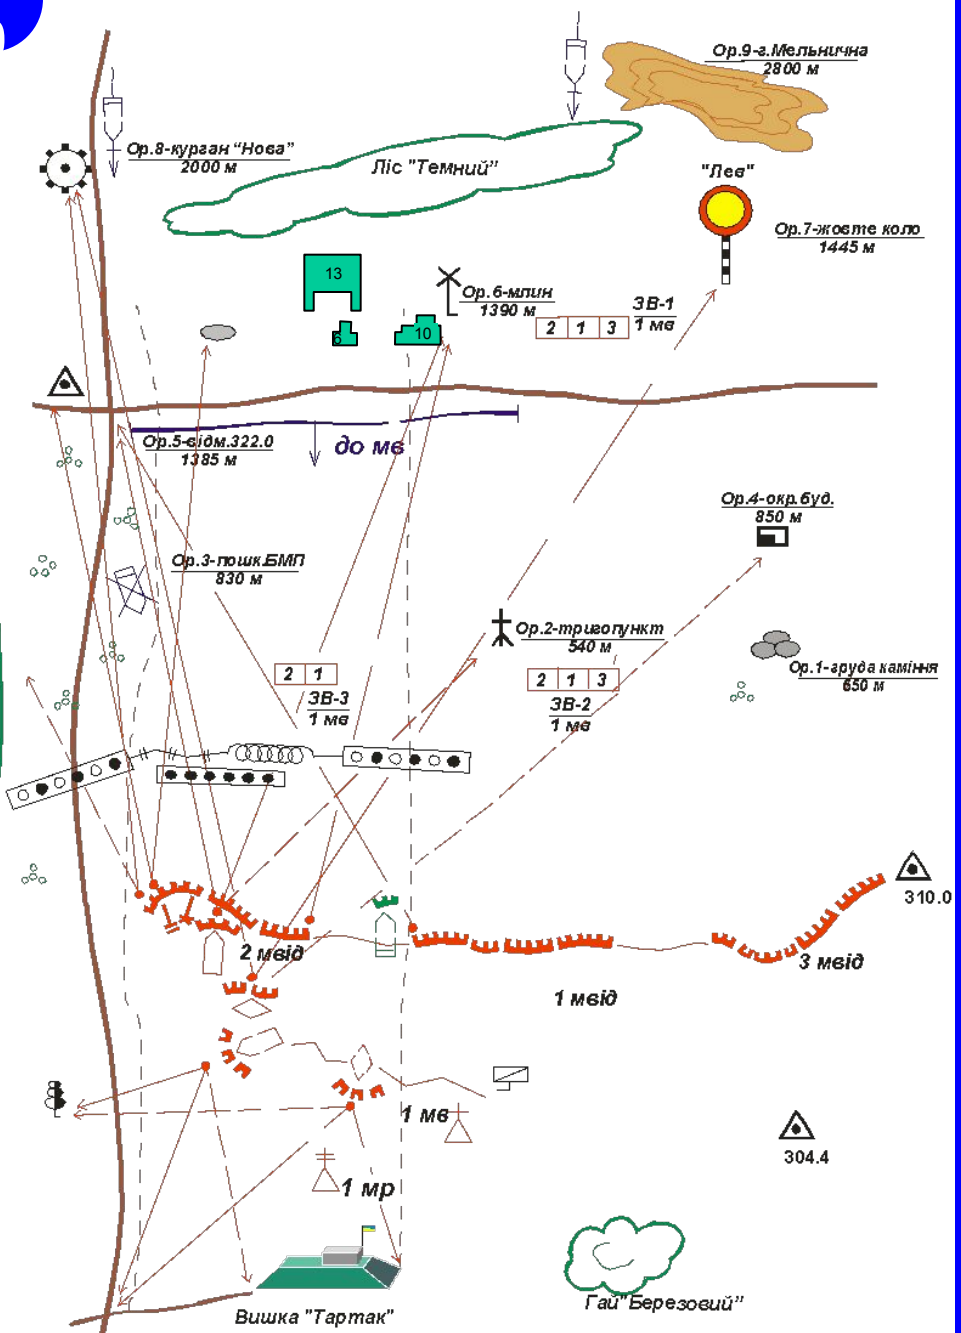 Ор.9-г.Мельнична
2800 м
Ор.8-курган "Нова"
2000 м
Ліс "Темний"
"Лев"
Ор.7-жовте коло
1445 м
13
Ор.6-млин
1390 м
ЗВ-1
1 мв
2 1 3
6
10
до мв
Ор.5-відм.322.0
1385 м
Ор.4-окр.буд.
850 м
Ор.3-пошк.БМП
830 м
Ор.2-тригопункт
540 м
Ор.1-груда каміння
650 м
2 1
ЗВ-3
1 мв
2 1 3
ЗВ-2
1 мв
310.0
2 мвід
3 мвід
1 мвід
1 мв
304.4
1 мр
Вишка "Тартак"
Гай"Березовий"